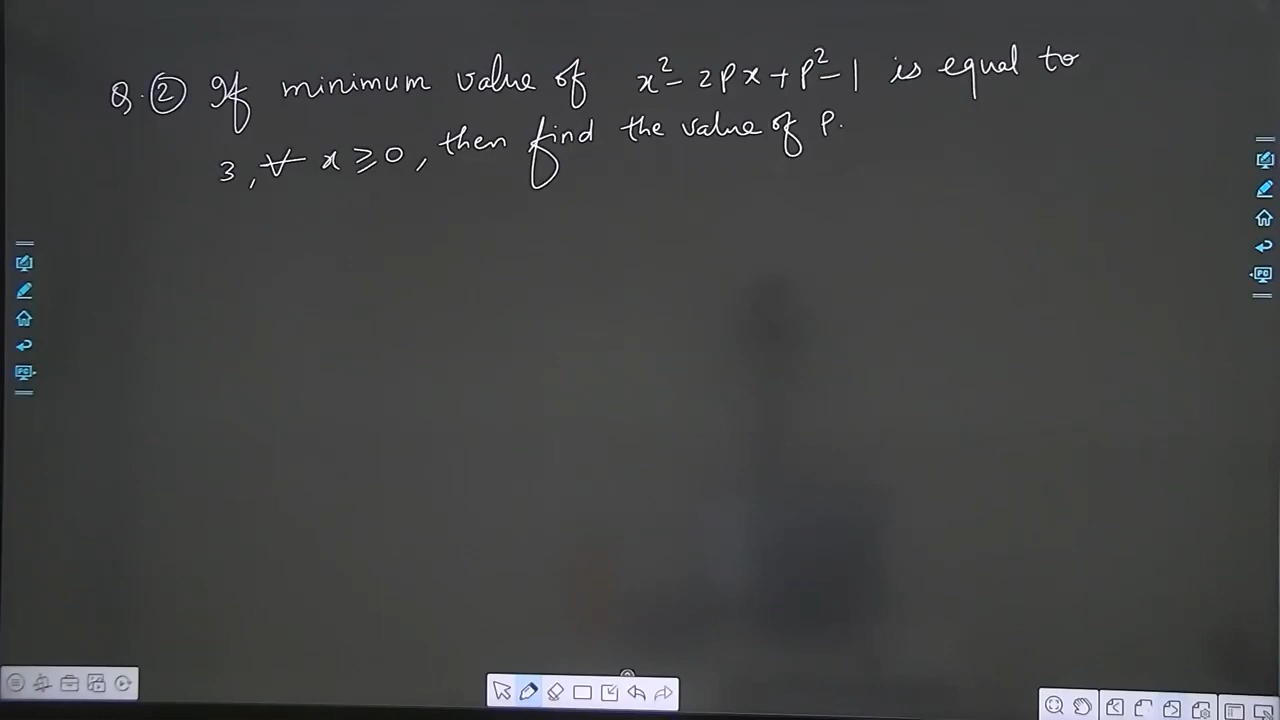 Q. ② If minimum value of x² - 2px + p² - 1 is equal to
3, ∀ x ≥ 0, then find the value of p.